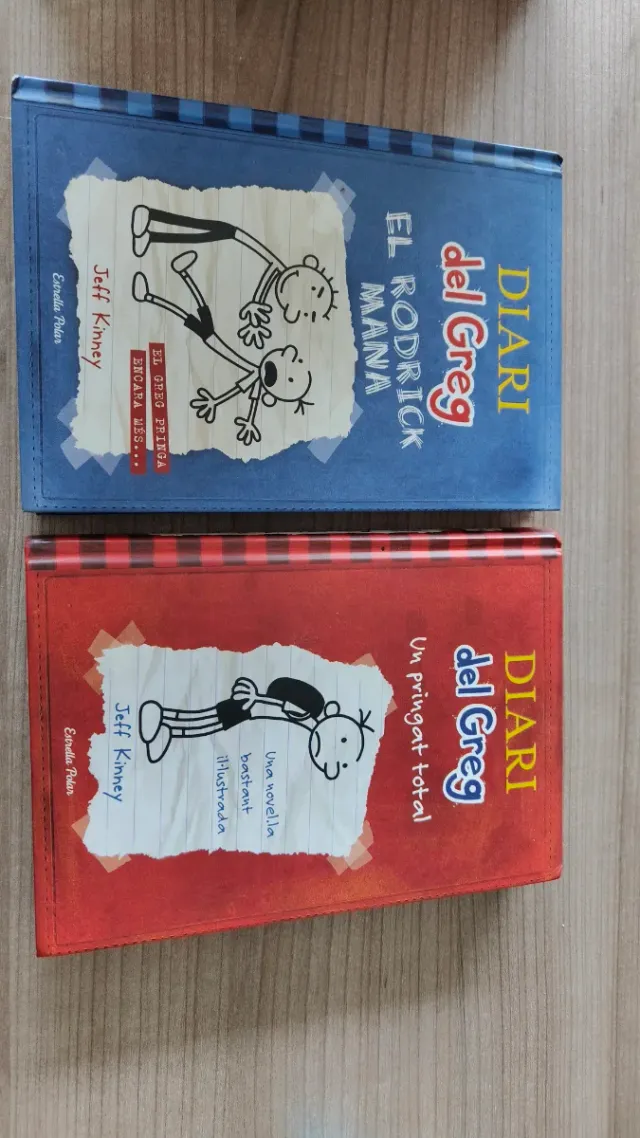 DIARI
del Greg
EL RODRICK
MANA
EL GREG PRINGA
ENCARA MÉS...
Jeff Kinney
Estrella Polar
DIARI
del Greg
Un pringat total
una novel.la
bastant
il·lustrada
Jeff Kinney
Estrella Polar